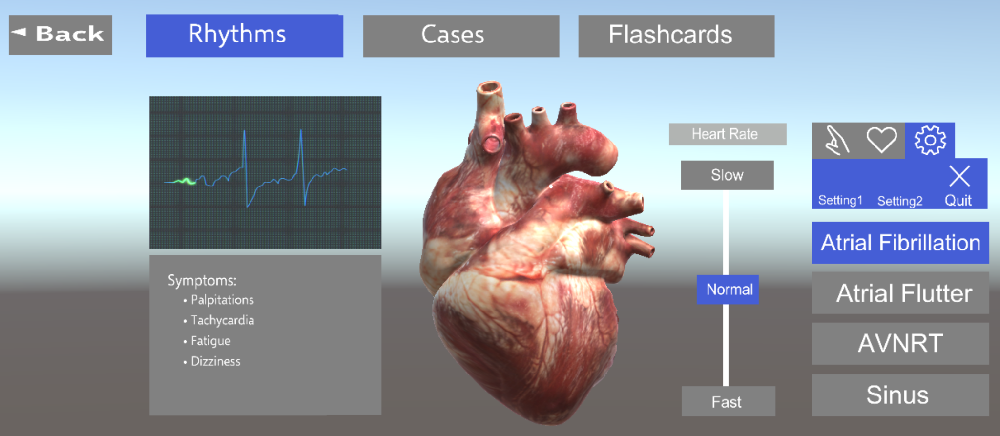 Back
Rhythms
Cases
Flashcards
Symptoms:
• Palpitations
• Tachycardia
• Fatigue
• Dizziness
Heart Rate
Slow
Normal
Fast
Setting1
Setting2
Quit
Atrial Fibrillation
Atrial Flutter
AVNRT
Sinus